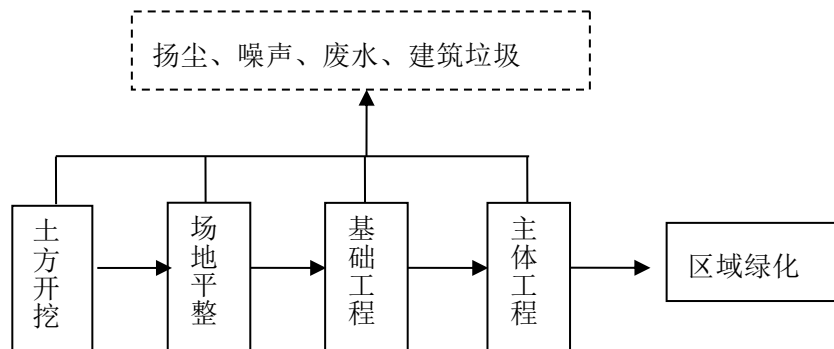 扬尘、噪声、废水、建筑垃圾
土方开挖
场地平整
基础工程
主体工程
区域绿化